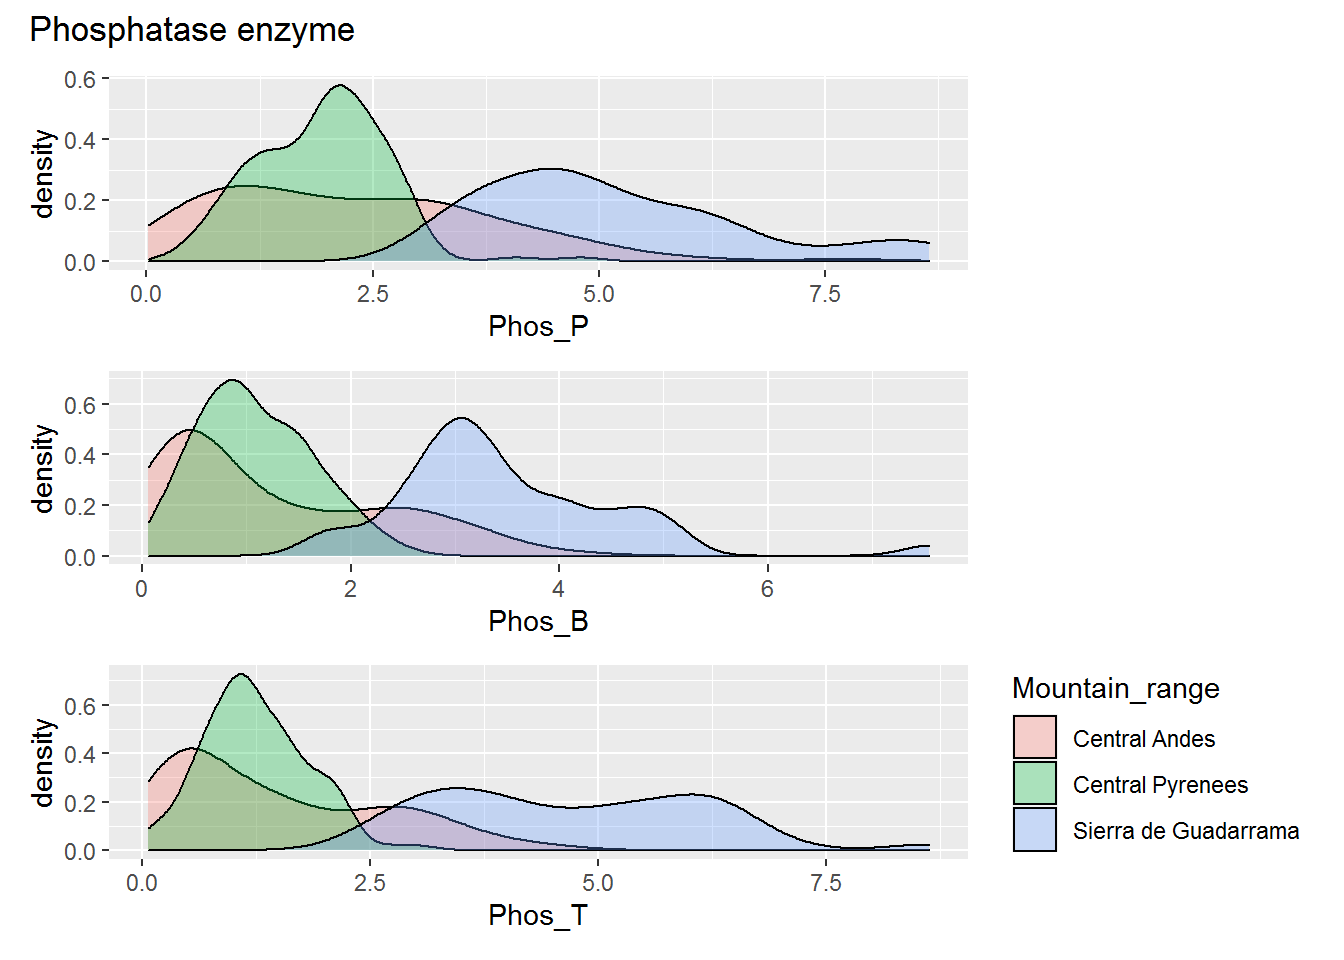 Phosphatase enzyme
0.6
0.4
0.2
0.0
density
0.0 2.5 5.0 7.5
Phos_P
0.6
0.4
0.2
0.0
density
0 2 4 6
Phos_B
0.6
0.4
0.2
0.0
density
0.0 2.5 5.0 7.5
Phos_T
Mountain_range
Central Andes
Central Pyrenees
Sierra de Guadarrama